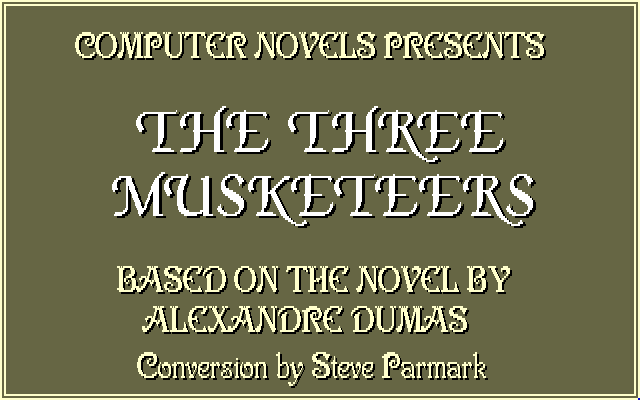 COMPUTER NOVELS PRESENTS
THE THREE
MUSKETEERS
BASED ON THE NOVEL BY
ALEXANDRE DUMAS
Conversion by Steve Parmark